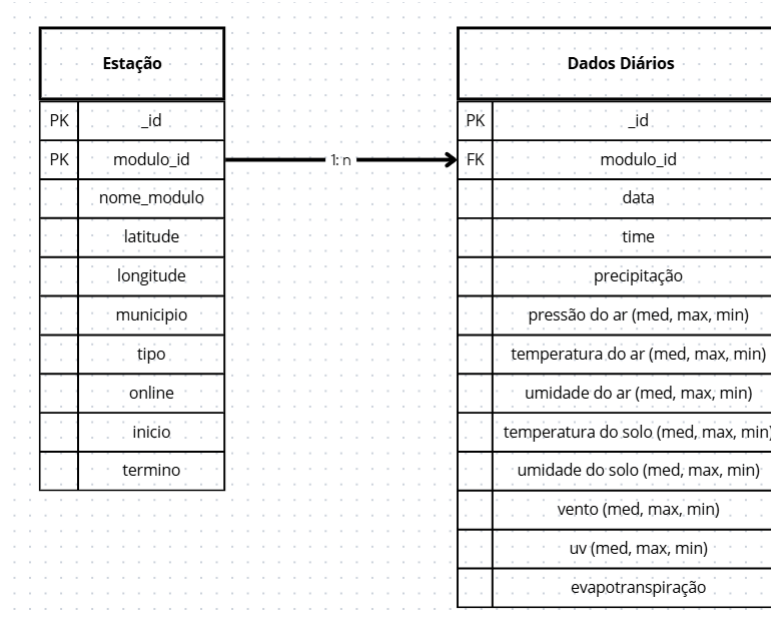 Estação
PK _id
PK modulo_id
nome_modulo
latitude
longitude
municipio
tipo
online
inicio
termino
1: n
Dados Diários
PK _id
FK modulo_id
data
time
precipitação
pressão do ar (med, max, min)
temperatura do ar (med, max, min)
umidade do ar (med, max, min)
temperatura do solo (med, max, min)
umidade do solo (med, max, min)
vento (med, max, min)
uv (med, max, min)
evapotranspiração